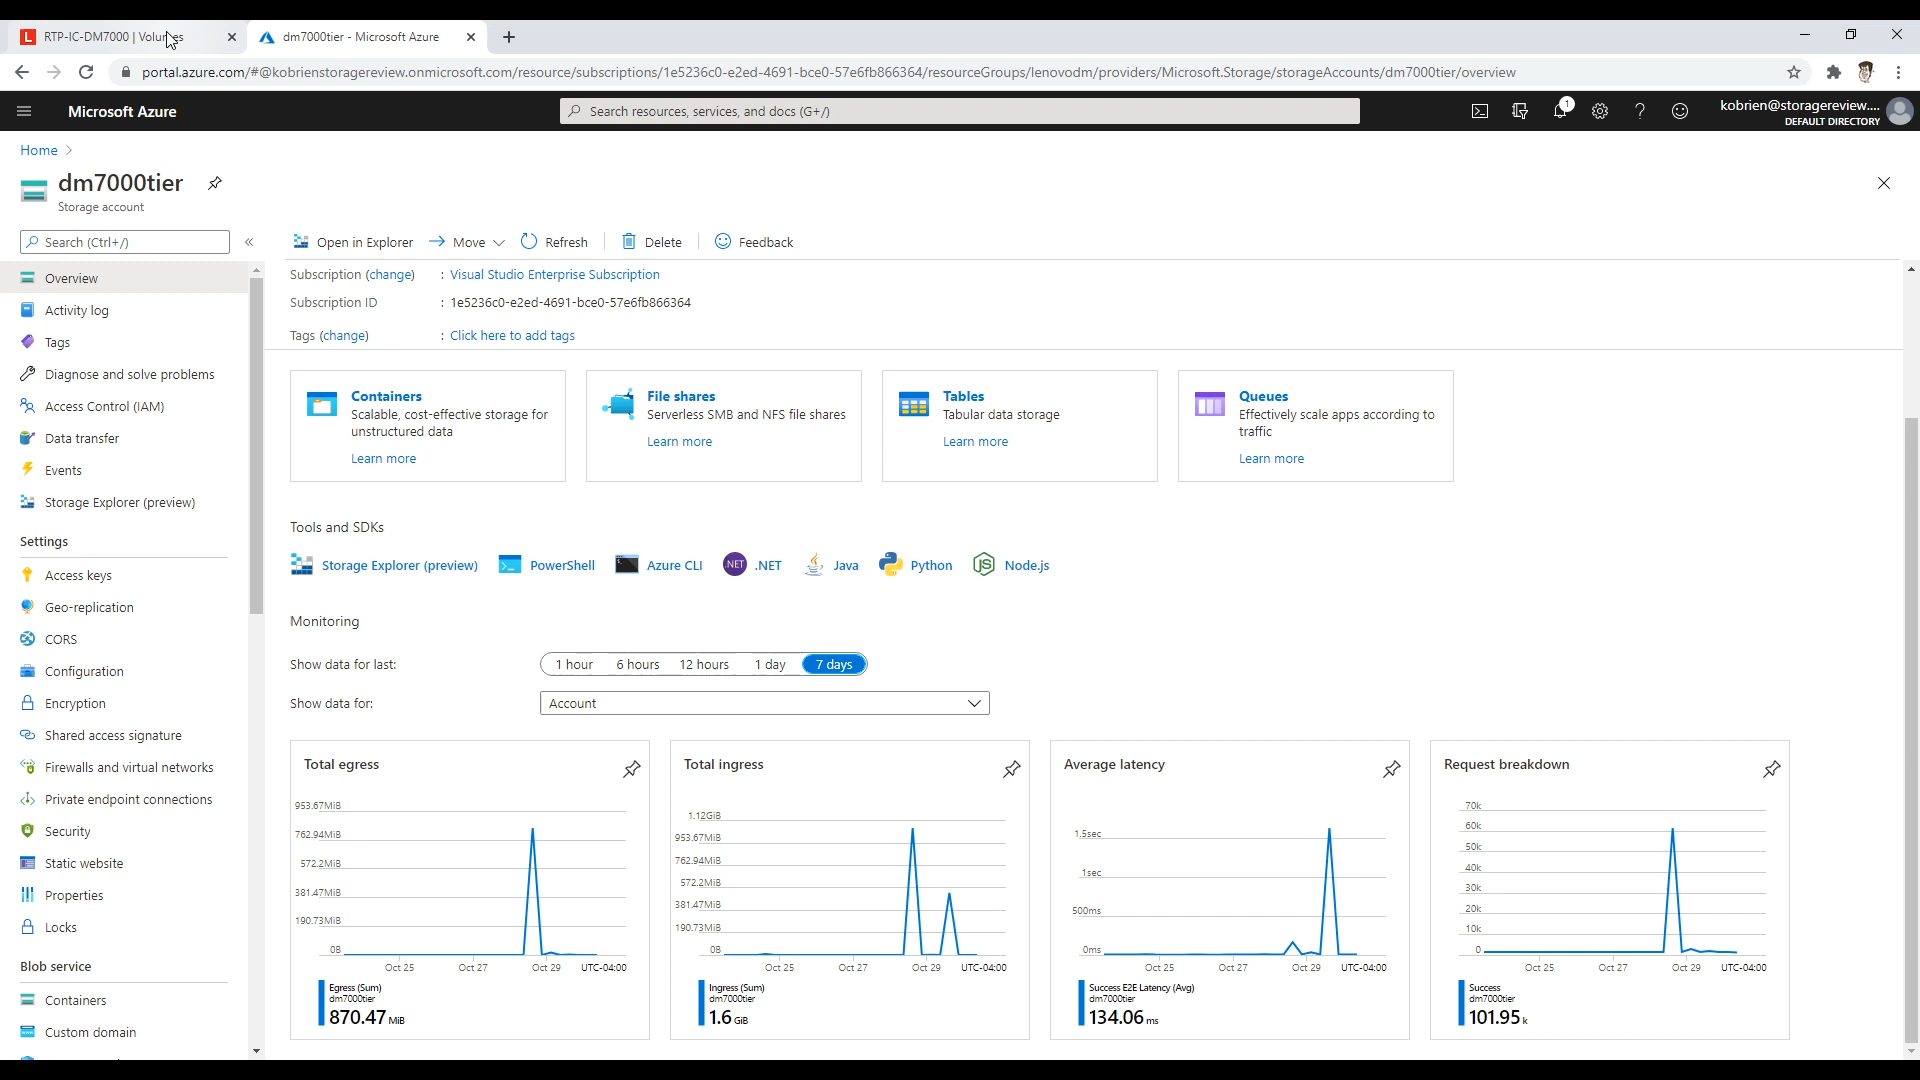 RTP-IC-DM7000 | Volumes
dm7000tier - Microsoft Azure
portal.azure.com/#@kobrienstoragereview.onmicrosoft.com/resource/subscriptions/1e5236c0-e2ed-4691-bce0-57e6fb866364/resourceGroups/lenovodm/providers/Microsoft.Storage/storageAccounts/dm7000tier/overview
Microsoft Azure
Search resources, services, and docs (G+/)
1
kobrien@storagereview....
DEFAULT DIRECTORY
Home
dm7000tier
Storage account
Search (Ctrl+/)
Overview
Activity log
Tags
Diagnose and solve problems
Access Control (IAM)
Data transfer
Events
Storage Explorer (preview)
Settings
Access keys
Geo-replication
CORS
Configuration
Encryption
Shared access signature
Firewalls and virtual networks
Private endpoint connections
Security
Static website
Properties
Locks
Blob service
Containers
Custom domain
Open in Explorer
Move
Refresh
Delete
Feedback
Subscription (change) : Visual Studio Enterprise Subscription
Subscription ID : 1e5236c0-e2ed-4691-bce0-57e6fb866364
Tags (change) : Click here to add tags
Containers
Scalable, cost-effective storage for
unstructured data
Learn more
File shares
Serverless SMB and NFS file shares
Learn more
Tables
Tabular data storage
Learn more
Queues
Effectively scale apps according to
traffic
Learn more
Tools and SDKs
Storage Explorer (preview)
PowerShell
Azure CLI
.NET
Java
Python
Node.js
Monitoring
Show data for last:
1 hour 6 hours 12 hours 1 day 7 days
Show data for:
Account
Total egress
953.67MiB
762.94MiB
572.2MiB
381.47MiB
190.73MiB
0B
Oct 25 Oct 27 Oct 29 UTC-04:00
Egress (Sum)
dm7000tier
870.47 MiB
Total ingress
1.12GiB
953.67MiB
762.94MiB
572.2MiB
381.47MiB
190.73MiB
0B
Oct 25 Oct 27 Oct 29 UTC-04:00
Ingress (Sum)
dm7000tier
1.6 GiB
Average latency
1.5sec
1sec
500ms
0ms
Oct 25 Oct 27 Oct 29 UTC-04:00
Success E2E Latency (Avg)
dm7000tier
134.06 ms
Request breakdown
70k
60k
50k
40k
30k
20k
10k
0
Oct 25 Oct 27 Oct 29 UTC-04:00
Success
dm7000tier
101.95 k